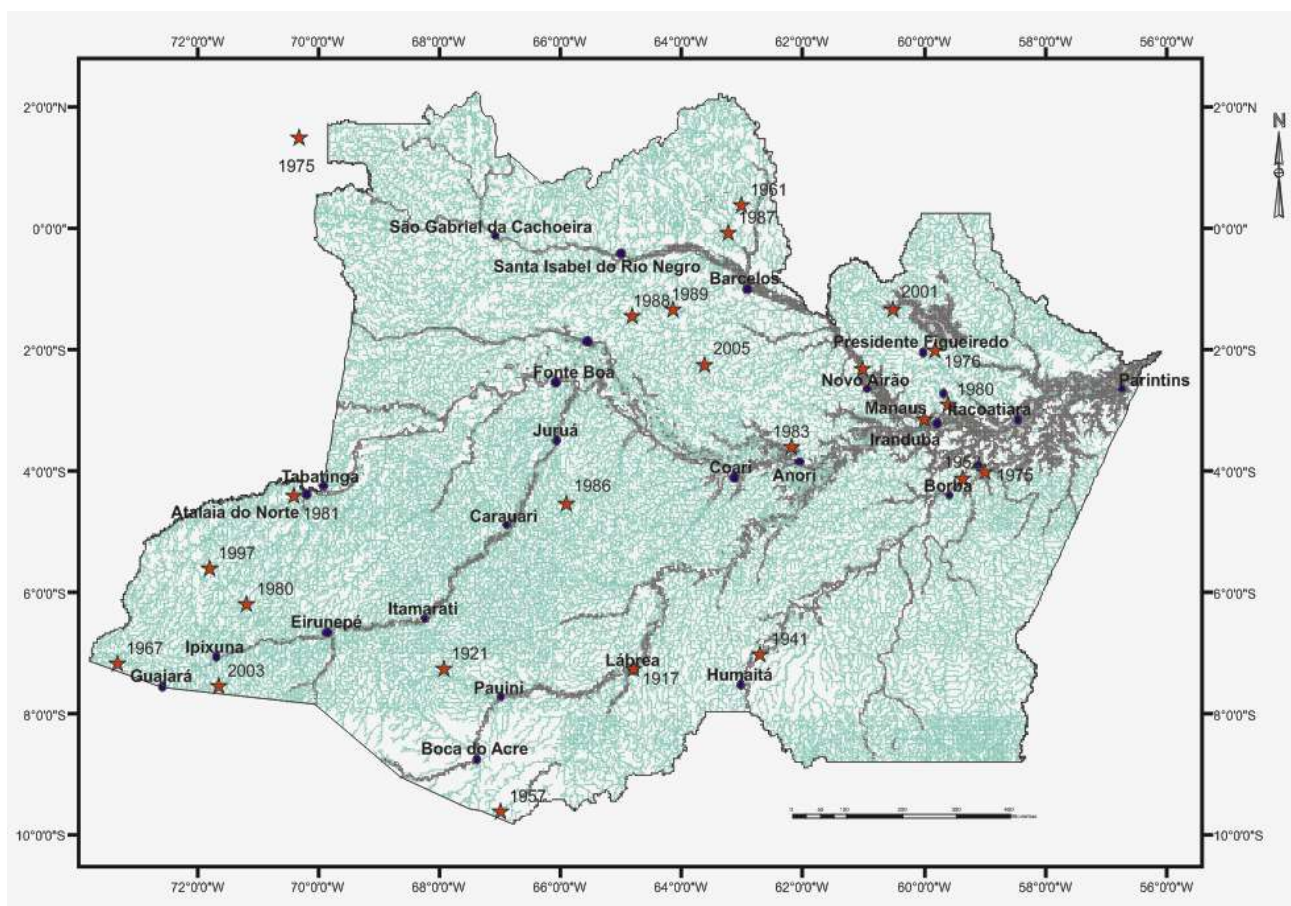 72°0'0"W 70°0'0"W 66°0'0"W 64°0'0"W 62°0'0"W 60°0'0"W 58°0'0"W 56°0'0"W
2°0'0"N 2°0'0"N
N
1975
1961
1987
São Gabriel da Cachoeira
0°0'0" 0°0'0"
Santa Isabel do Rio Negro
Barcelos
1988 1989
2001
2°0'0"S 2005 Presidente Figueiredo 2°0'0"S
1976
Fonte Boa Novo Airão Parintins
1980
Manaus Itacoatiara
Juruá 1983 Iranduba
4°0'0"S Tabatinga Coari Anori 1975 4°0'0"S
Atalaia do Norte 1981 1986 Borba
Carauari
1997
1980
6°0'0"S Itamarati 6°0'0"S
Eirunepé
Ipixuna 1941
1967 1921 Lábrea
Guajará 2003 1917 Humaitá
Pauini
8°0'0"S 8°0'0"S
Boca do Acre
1957
10°0'0"S 10°0'0"S
72°0'0"W 70°0'0"W 66°0'0"W 64°0'0"W 62°0'0"W 60°0'0"W 58°0'0"W 56°0'0"W